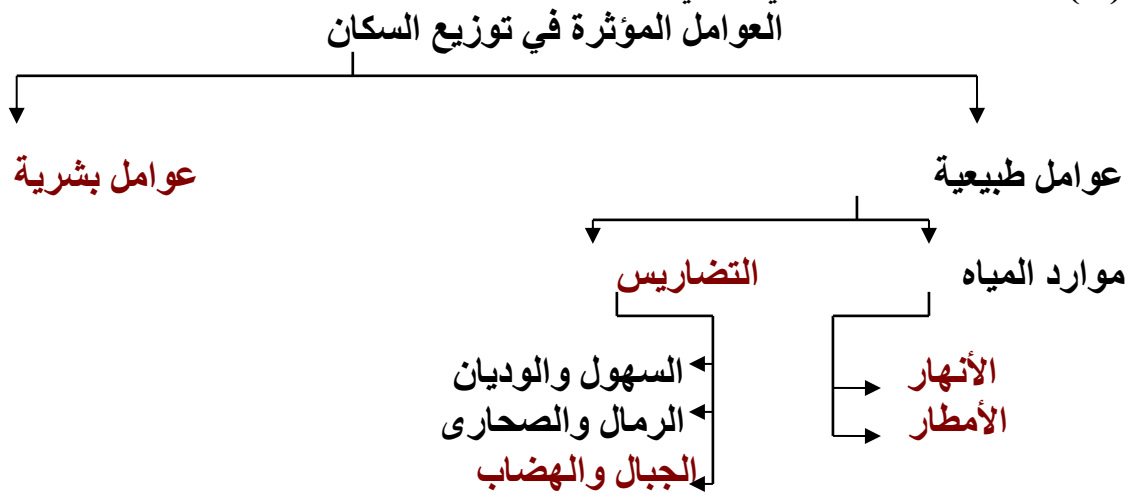 العوامل المؤثرة في توزيع السكان
عوامل طبيعية
عوامل بشرية
موارد المياه
التضاريس
الأنهار
الأمطار
السهول والوديان
الرمال والصحارى
الجبال والهضاب